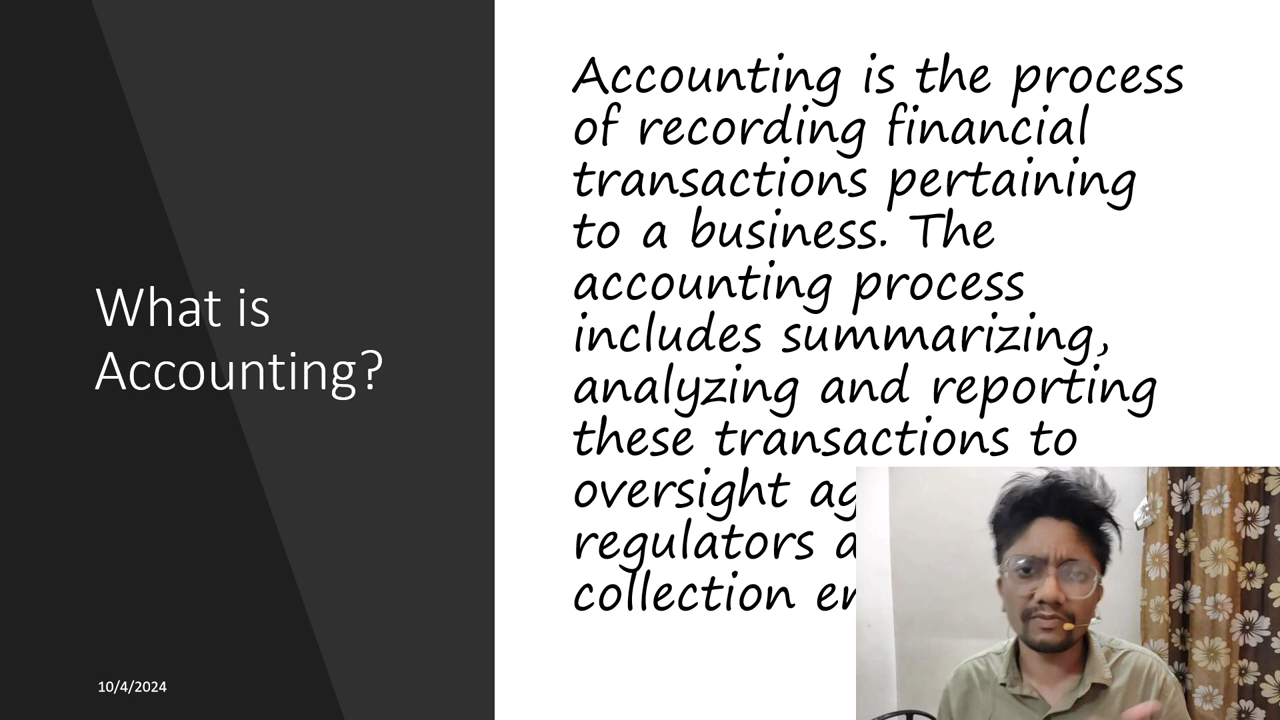 What is
Accounting?
10/4/2024
Accounting is the process
of recording financial
transactions pertaining
to a business. The
accounting process
includes summarizing,
analyzing and reporting
these transactions to
oversight
regulators
collection